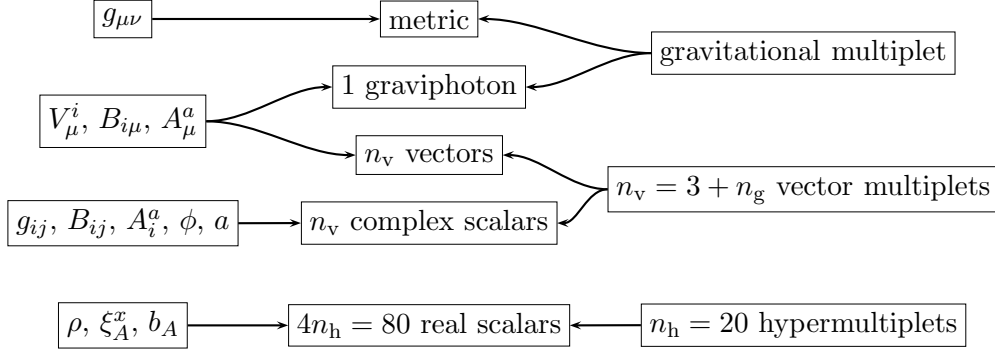 g_{μν}
metric
gravitational multiplet
1 graviphoton
V^i_μ, B_{iμ}, A^a_μ
n_v vectors
n_v = 3 + n_g vector multiplets
g_{ij}, B_{ij}, A^a_i, ϕ, a
n_v complex scalars
ρ, ξ^x_A, b_A
4n_h = 80 real scalars
n_h = 20 hypermultiplets